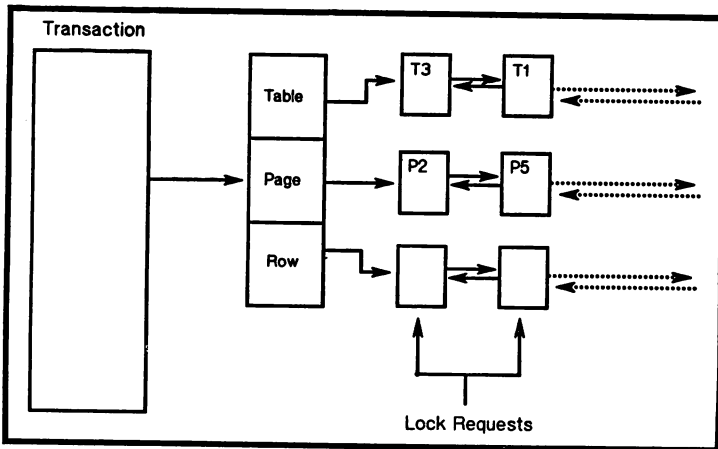 Transaction
Table
T3
T1
Page
P2
P5
Row
Lock Requests